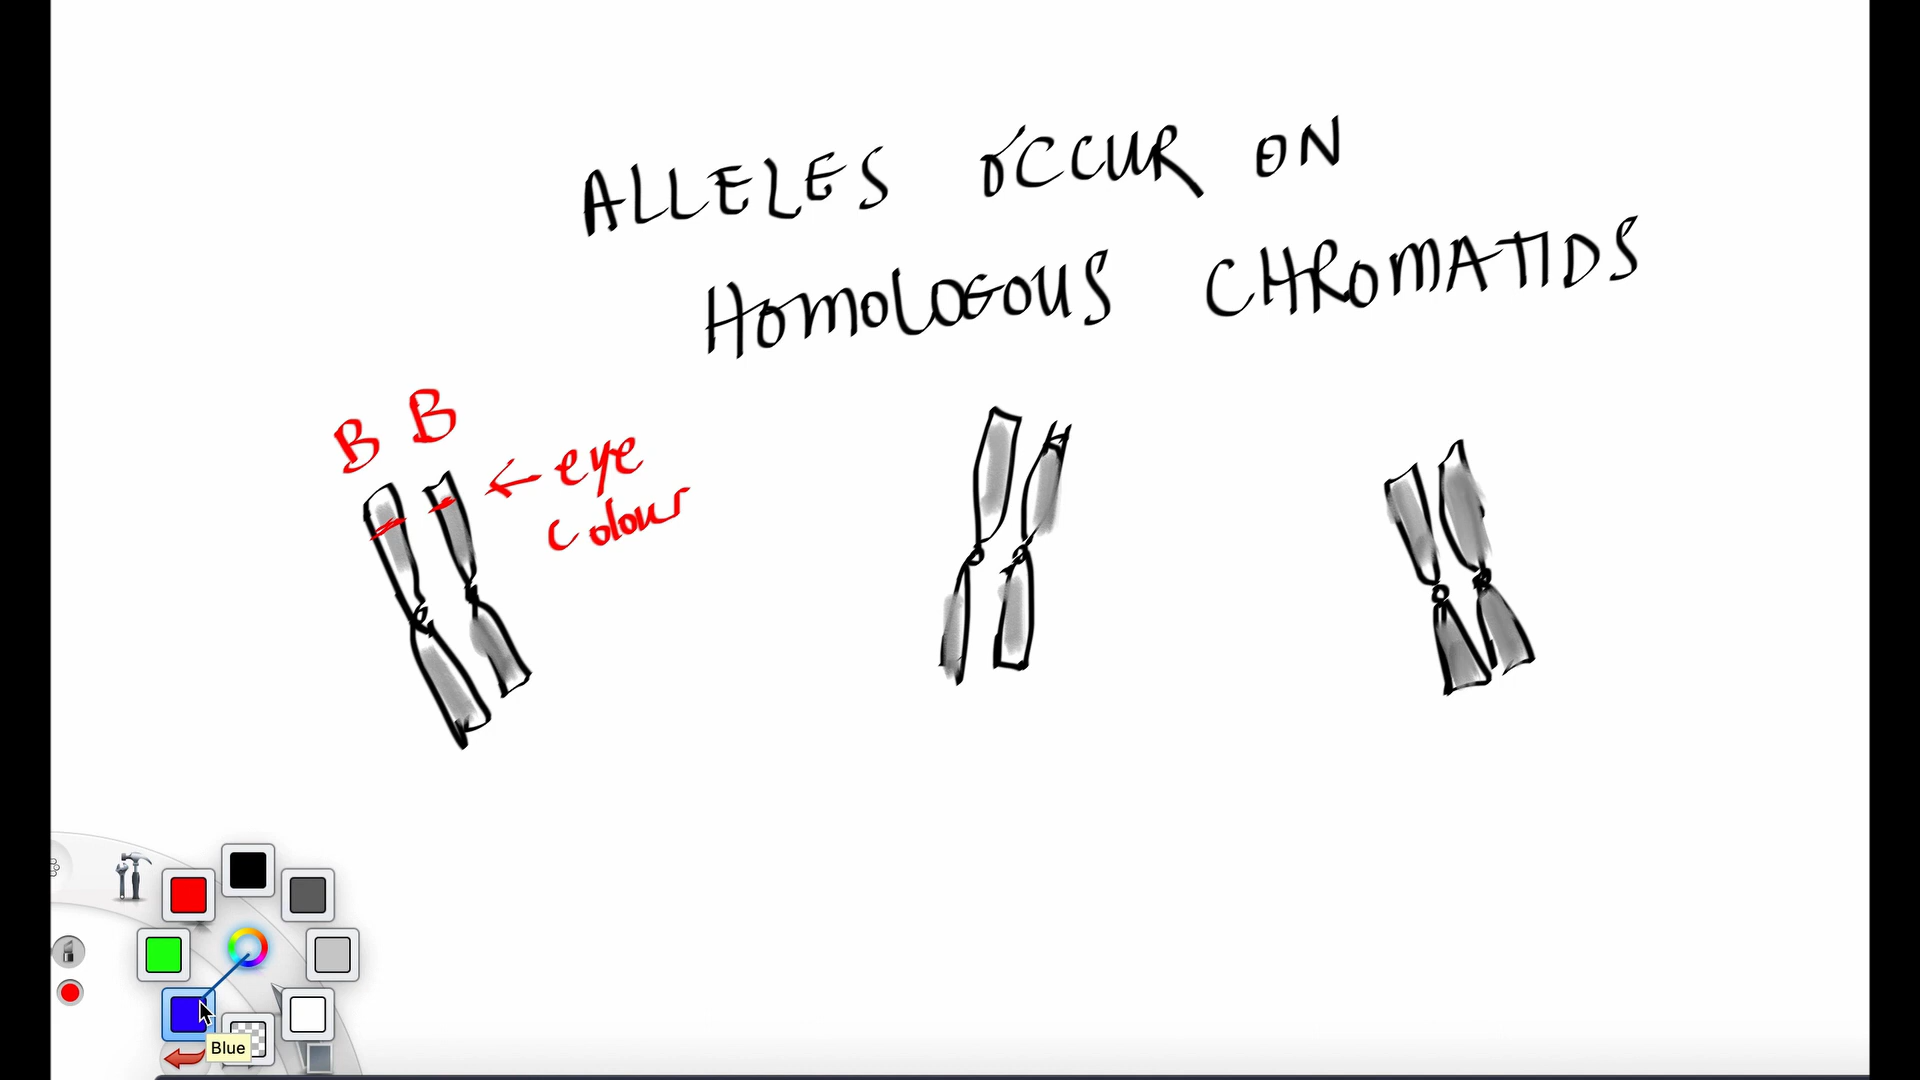 ALLELES OCCUR ON
HOMOLOGOUS CHROMATIDS
B B
← eye
colour
Blue